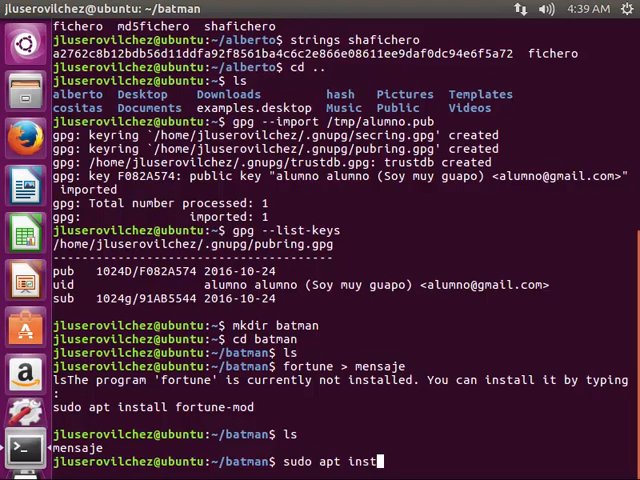 jluserovilchez@ubuntu: ~/batman
4:39 AM
fichero  md5fichero  shafichero
jluserovilchez@ubuntu:~/alberto$ strings shafichero
a2762c8b12bdb56d11ddfa92f8561ba4c6c2e866e08611ee9daf0dc94e6f5a72  fichero
jluserovilchez@ubuntu:~/alberto$ cd ..
jluserovilchez@ubuntu:~$ ls
alberto  Desktop    Downloads         hash   Pictures  Templates
cositas  Documents  examples.desktop  Music  Public    Videos
jluserovilchez@ubuntu:~$ gpg --import /tmp/alumno.pub
gpg: keyring `/home/jluserovilchez/.gnupg/secring.gpg' created
gpg: keyring `/home/jluserovilchez/.gnupg/pubring.gpg' created
gpg: /home/jluserovilchez/.gnupg/trustdb.gpg: trustdb created
gpg: key F082A574: public key "alumno alumno (Soy muy guapo) <alumno@gmail.com>"
 imported
gpg: Total number processed: 1
gpg:               imported: 1
jluserovilchez@ubuntu:~$ gpg --list-keys
/home/jluserovilchez/.gnupg/pubring.gpg
---------------------------------------
pub   1024D/F082A574 2016-10-24
uid                  alumno alumno (Soy muy guapo) <alumno@gmail.com>
sub   1024g/91AB5544 2016-10-24
jluserovilchez@ubuntu:~$ mkdir batman
jluserovilchez@ubuntu:~$ cd batman
jluserovilchez@ubuntu:~/batman$ ls
jluserovilchez@ubuntu:~/batman$ fortune > mensaje
lsThe program 'fortune' is currently not installed. You can install it by typing
:
sudo apt install fortune-mod
jluserovilchez@ubuntu:~/batman$ ls
mensaje
jluserovilchez@ubuntu:~/batman$ sudo apt inst